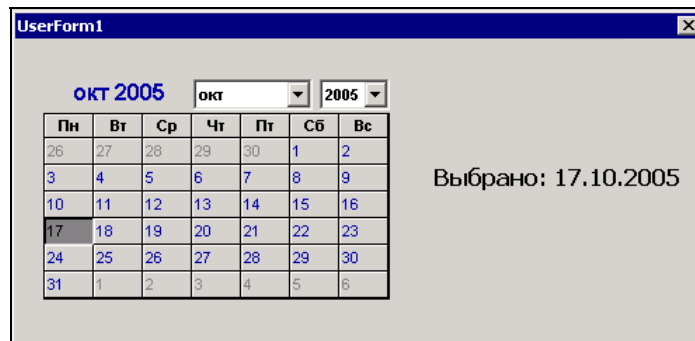 UserForm1
окт 2005 окт 2005
Пн Вт Ср Чт Пт Сб Вс
26 27 28 29 30 1 2
3 4 5 6 7 8 9
Выбрано: 17.10.2005
10 11 12 13 14 15 16
17 18 19 20 21 22 23
24 25 26 27 28 29 30
31 1 2 3 4 5 6